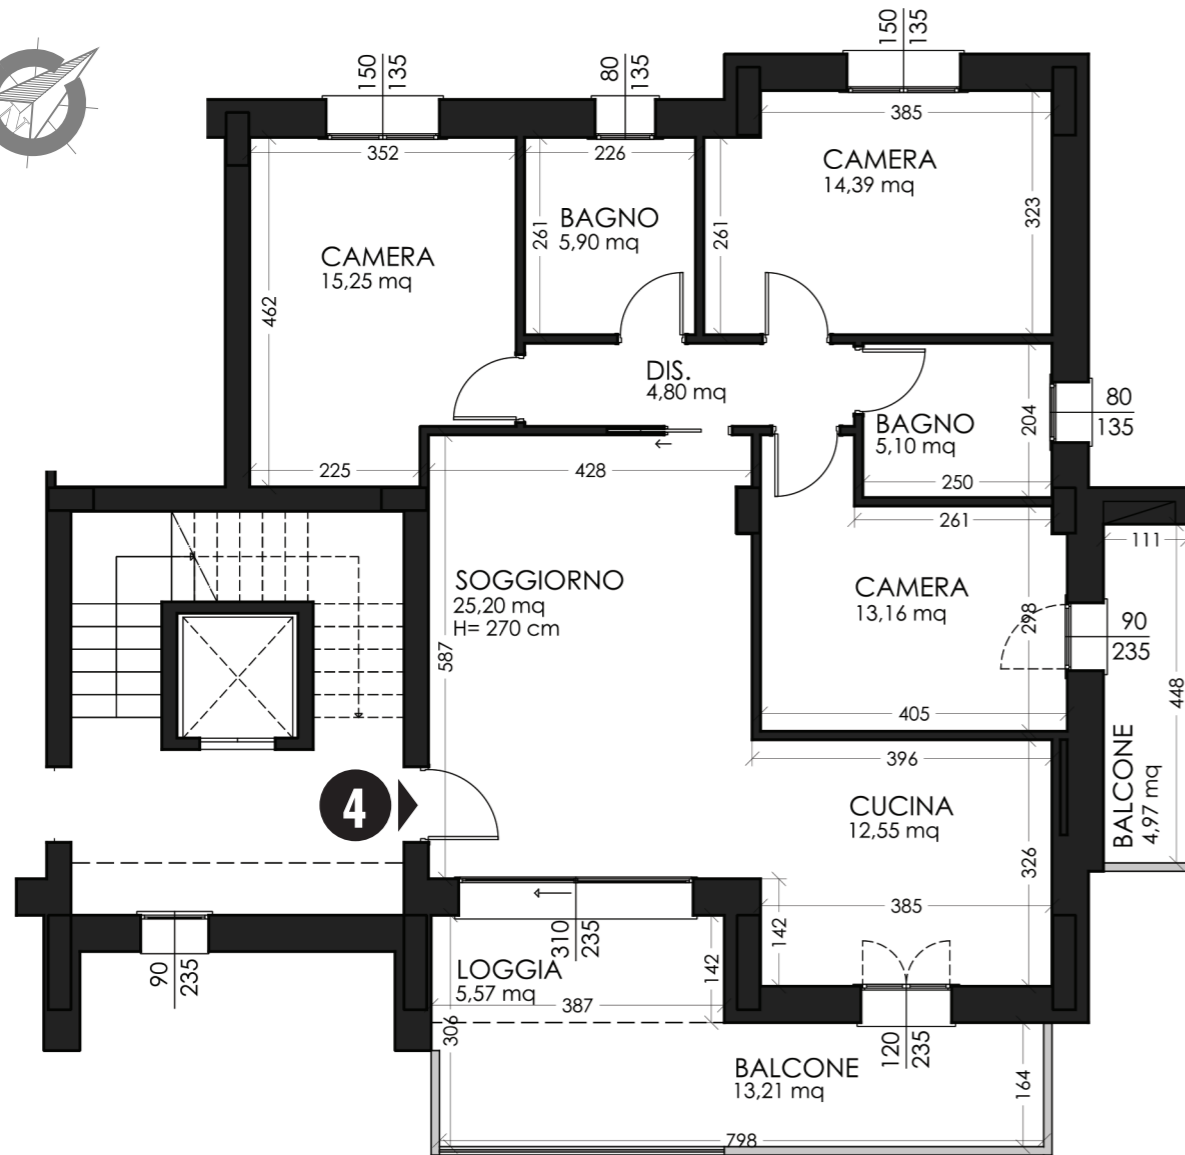 150
135
80
135
150
135
352
226
385
CAMERA
14,39 mq
BAGNO
5,90 mq
261
261
323
CAMERA
15,25 mq
462
DIS.
4,80 mq
80
135
204
BAGNO
5,10 mq
225
428
250
261
111
SOGGIORNO
25,20 mq
H= 270 cm
CAMERA
13,16 mq
298
90
235
587
448
405
396
BALCONE
4,97 mq
4
CUCINA
12,55 mq
326
385
142
310
235
142
LOGGIA
5,57 mq
90
235
387
306
120
235
BALCONE
13,21 mq
164
798